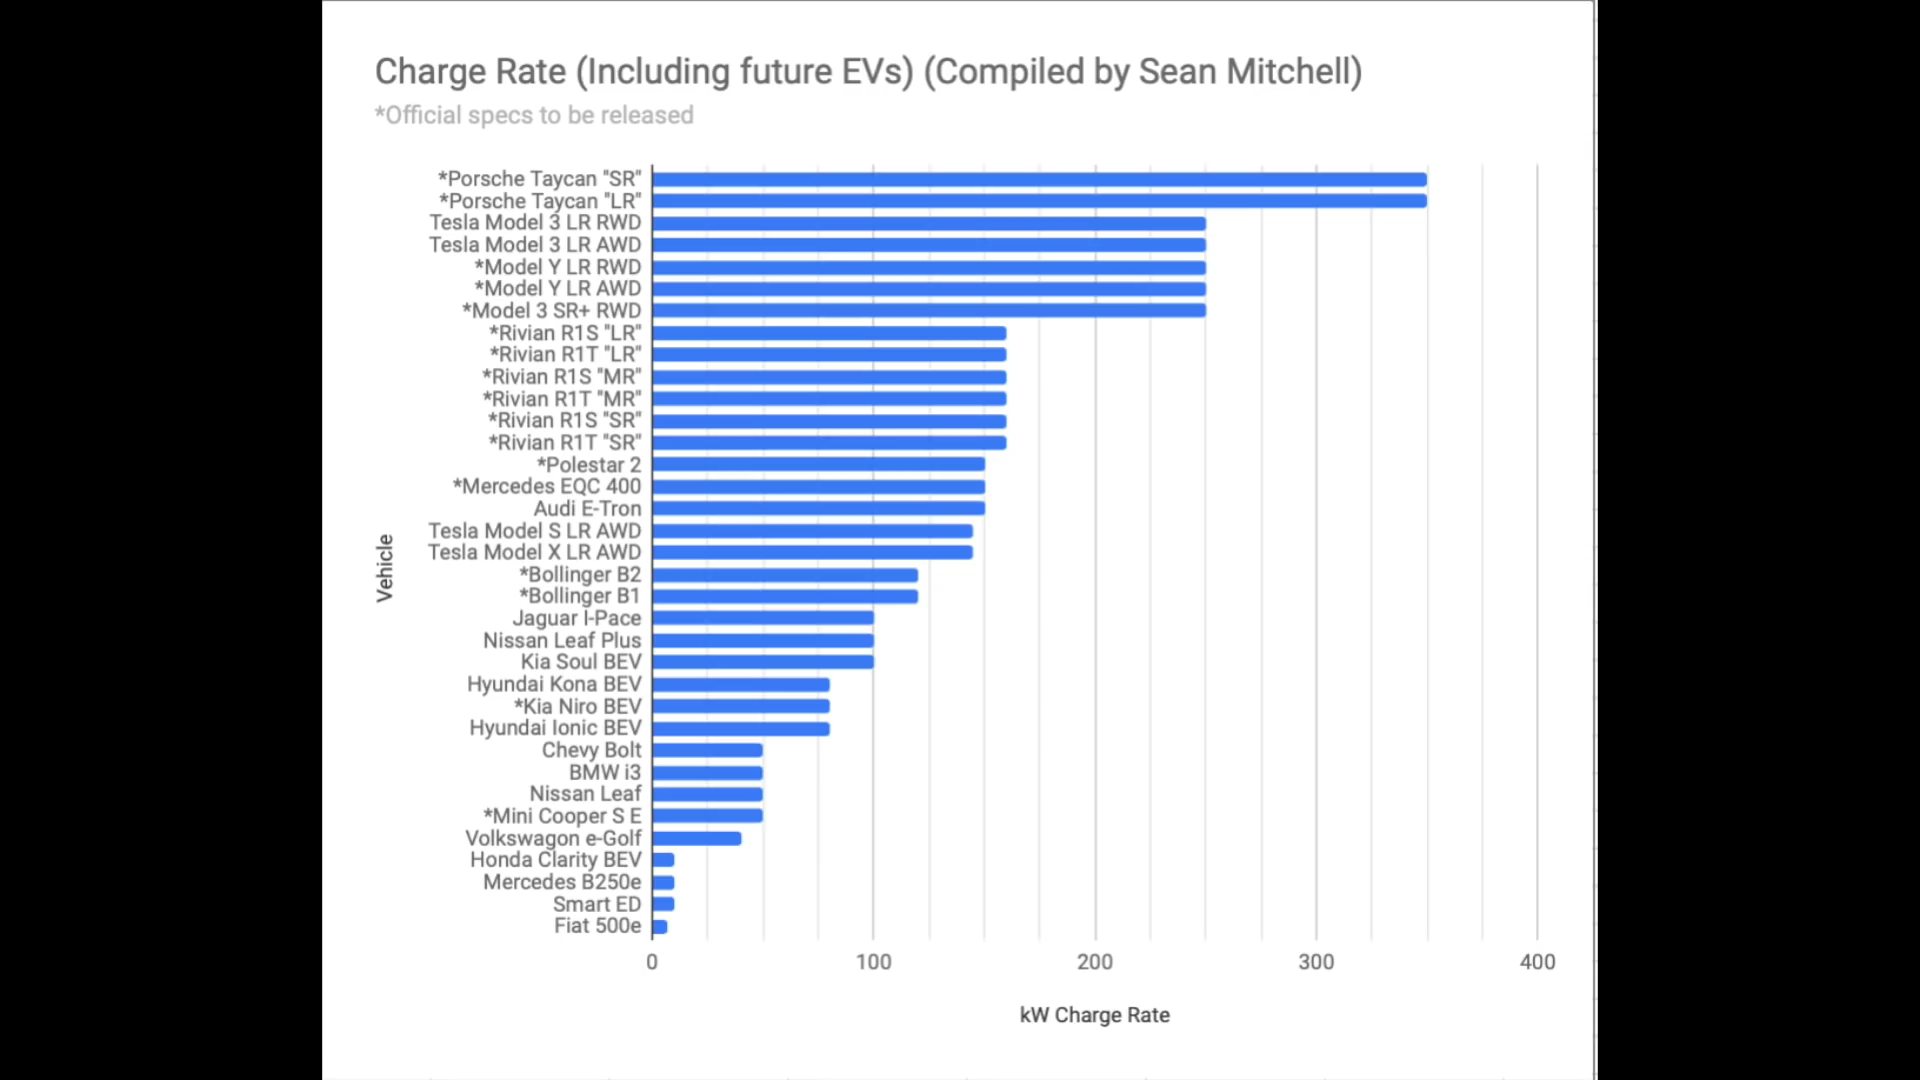 Charge Rate (Including future EVs) (Compiled by Sean Mitchell)
*Official specs to be released
*Porsche Taycan "SR"
*Porsche Taycan "LR"
Tesla Model 3 LR RWD
Tesla Model 3 LR AWD
*Model Y LR RWD
*Model Y LR AWD
*Model 3 SR+ RWD
*Rivian R1S "LR"
*Rivian R1T "LR"
*Rivian R1S "MR"
*Rivian R1T "MR"
*Rivian R1S "SR"
*Rivian R1T "SR"
*Polestar 2
*Mercedes EQC 400
Audi E-Tron
Tesla Model S LR AWD
Tesla Model X LR AWD
*Bollinger B2
*Bollinger B1
Jaguar I-Pace
Nissan Leaf Plus
Kia Soul BEV
Hyundai Kona BEV
*Kia Niro BEV
Hyundai Ionic BEV
Chevy Bolt
BMW i3
Nissan Leaf
*Mini Cooper S E
Volkswagon e-Golf
Honda Clarity BEV
Mercedes B250e
Smart ED
Fiat 500e
Vehicle
0 100 200 300 400
kW Charge Rate